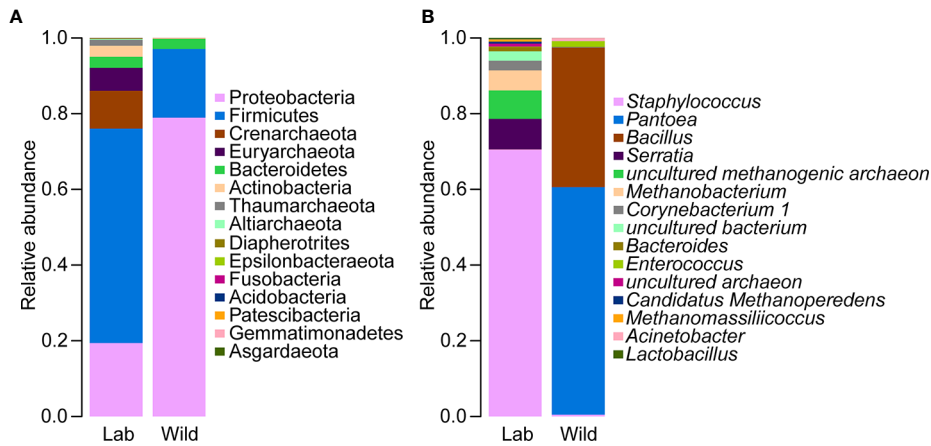 A
Relative abundance
1.0
0.8
0.6
0.4
0.2
0.0
Lab
Wild
Proteobacteria
Firmicutes
Crenarchaeota
Euryarchaeota
Bacteroidetes
Actinobacteria
Thaumarchaeota
Altiarchaeota
Diapherotrites
Epsilonbacteraeota
Fusobacteria
Acidobacteria
Patescibacteria
Gemmatimonadetes
Asgardaeota
B
Relative abundance
1.0
0.8
0.6
0.4
0.2
0.0
Lab
Wild
Staphylococcus
Pantoea
Bacillus
Serratia
uncultured methanogenic archaeon
Methanobacterium
Corynebacterium 1
uncultured bacterium
Bacteroides
Enterococcus
uncultured archaeon
Candidatus Methanoperedens
Methanomassiliicoccus
Acinetobacter
Lactobacillus